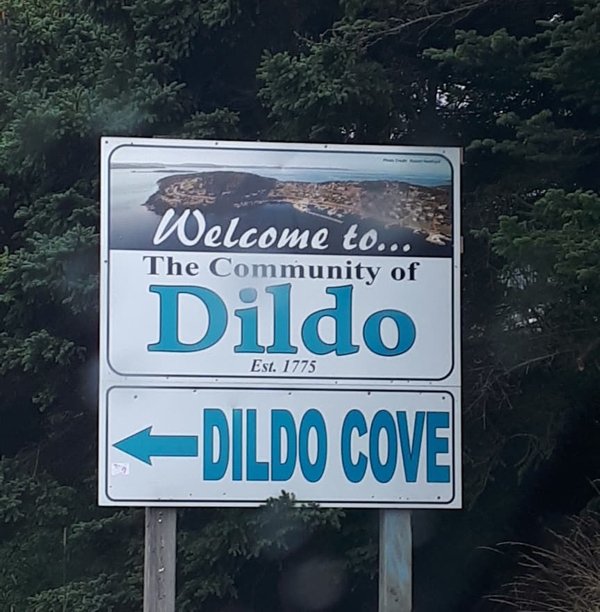 Welcome to...
The Community of
Dildo
Est. 1775
DILDO COVE